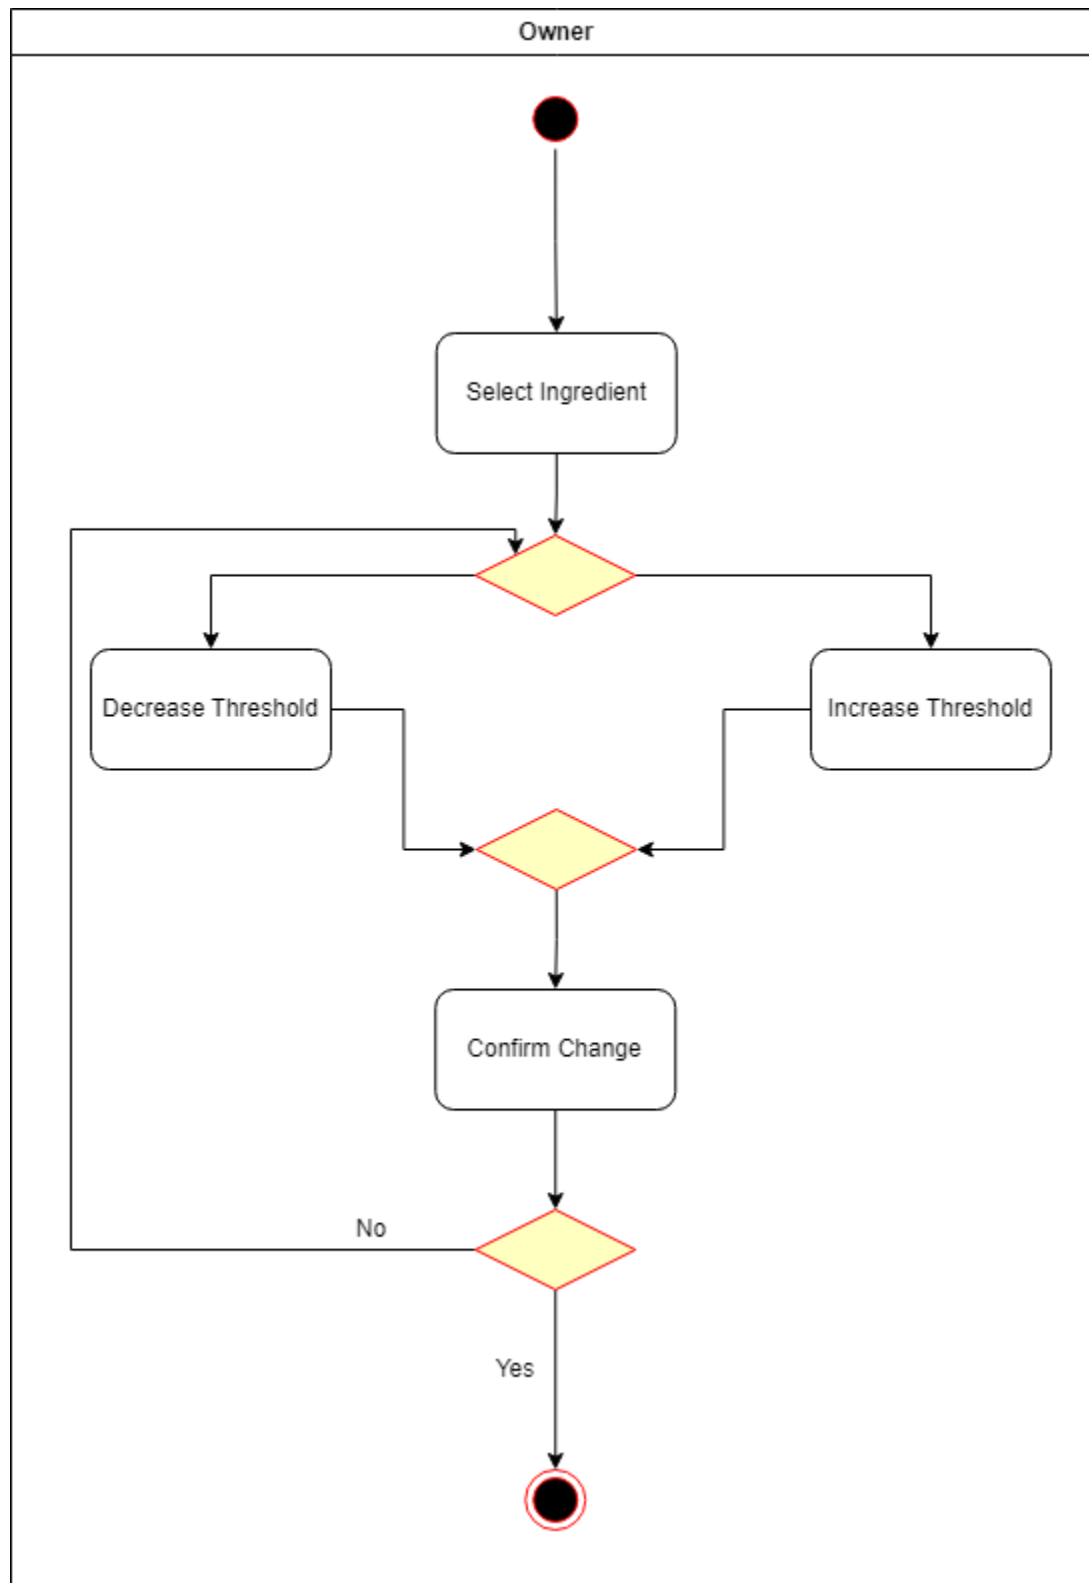 Owner
Select Ingredient
Decrease Threshold
Increase Threshold
Confirm Change
No
Yes